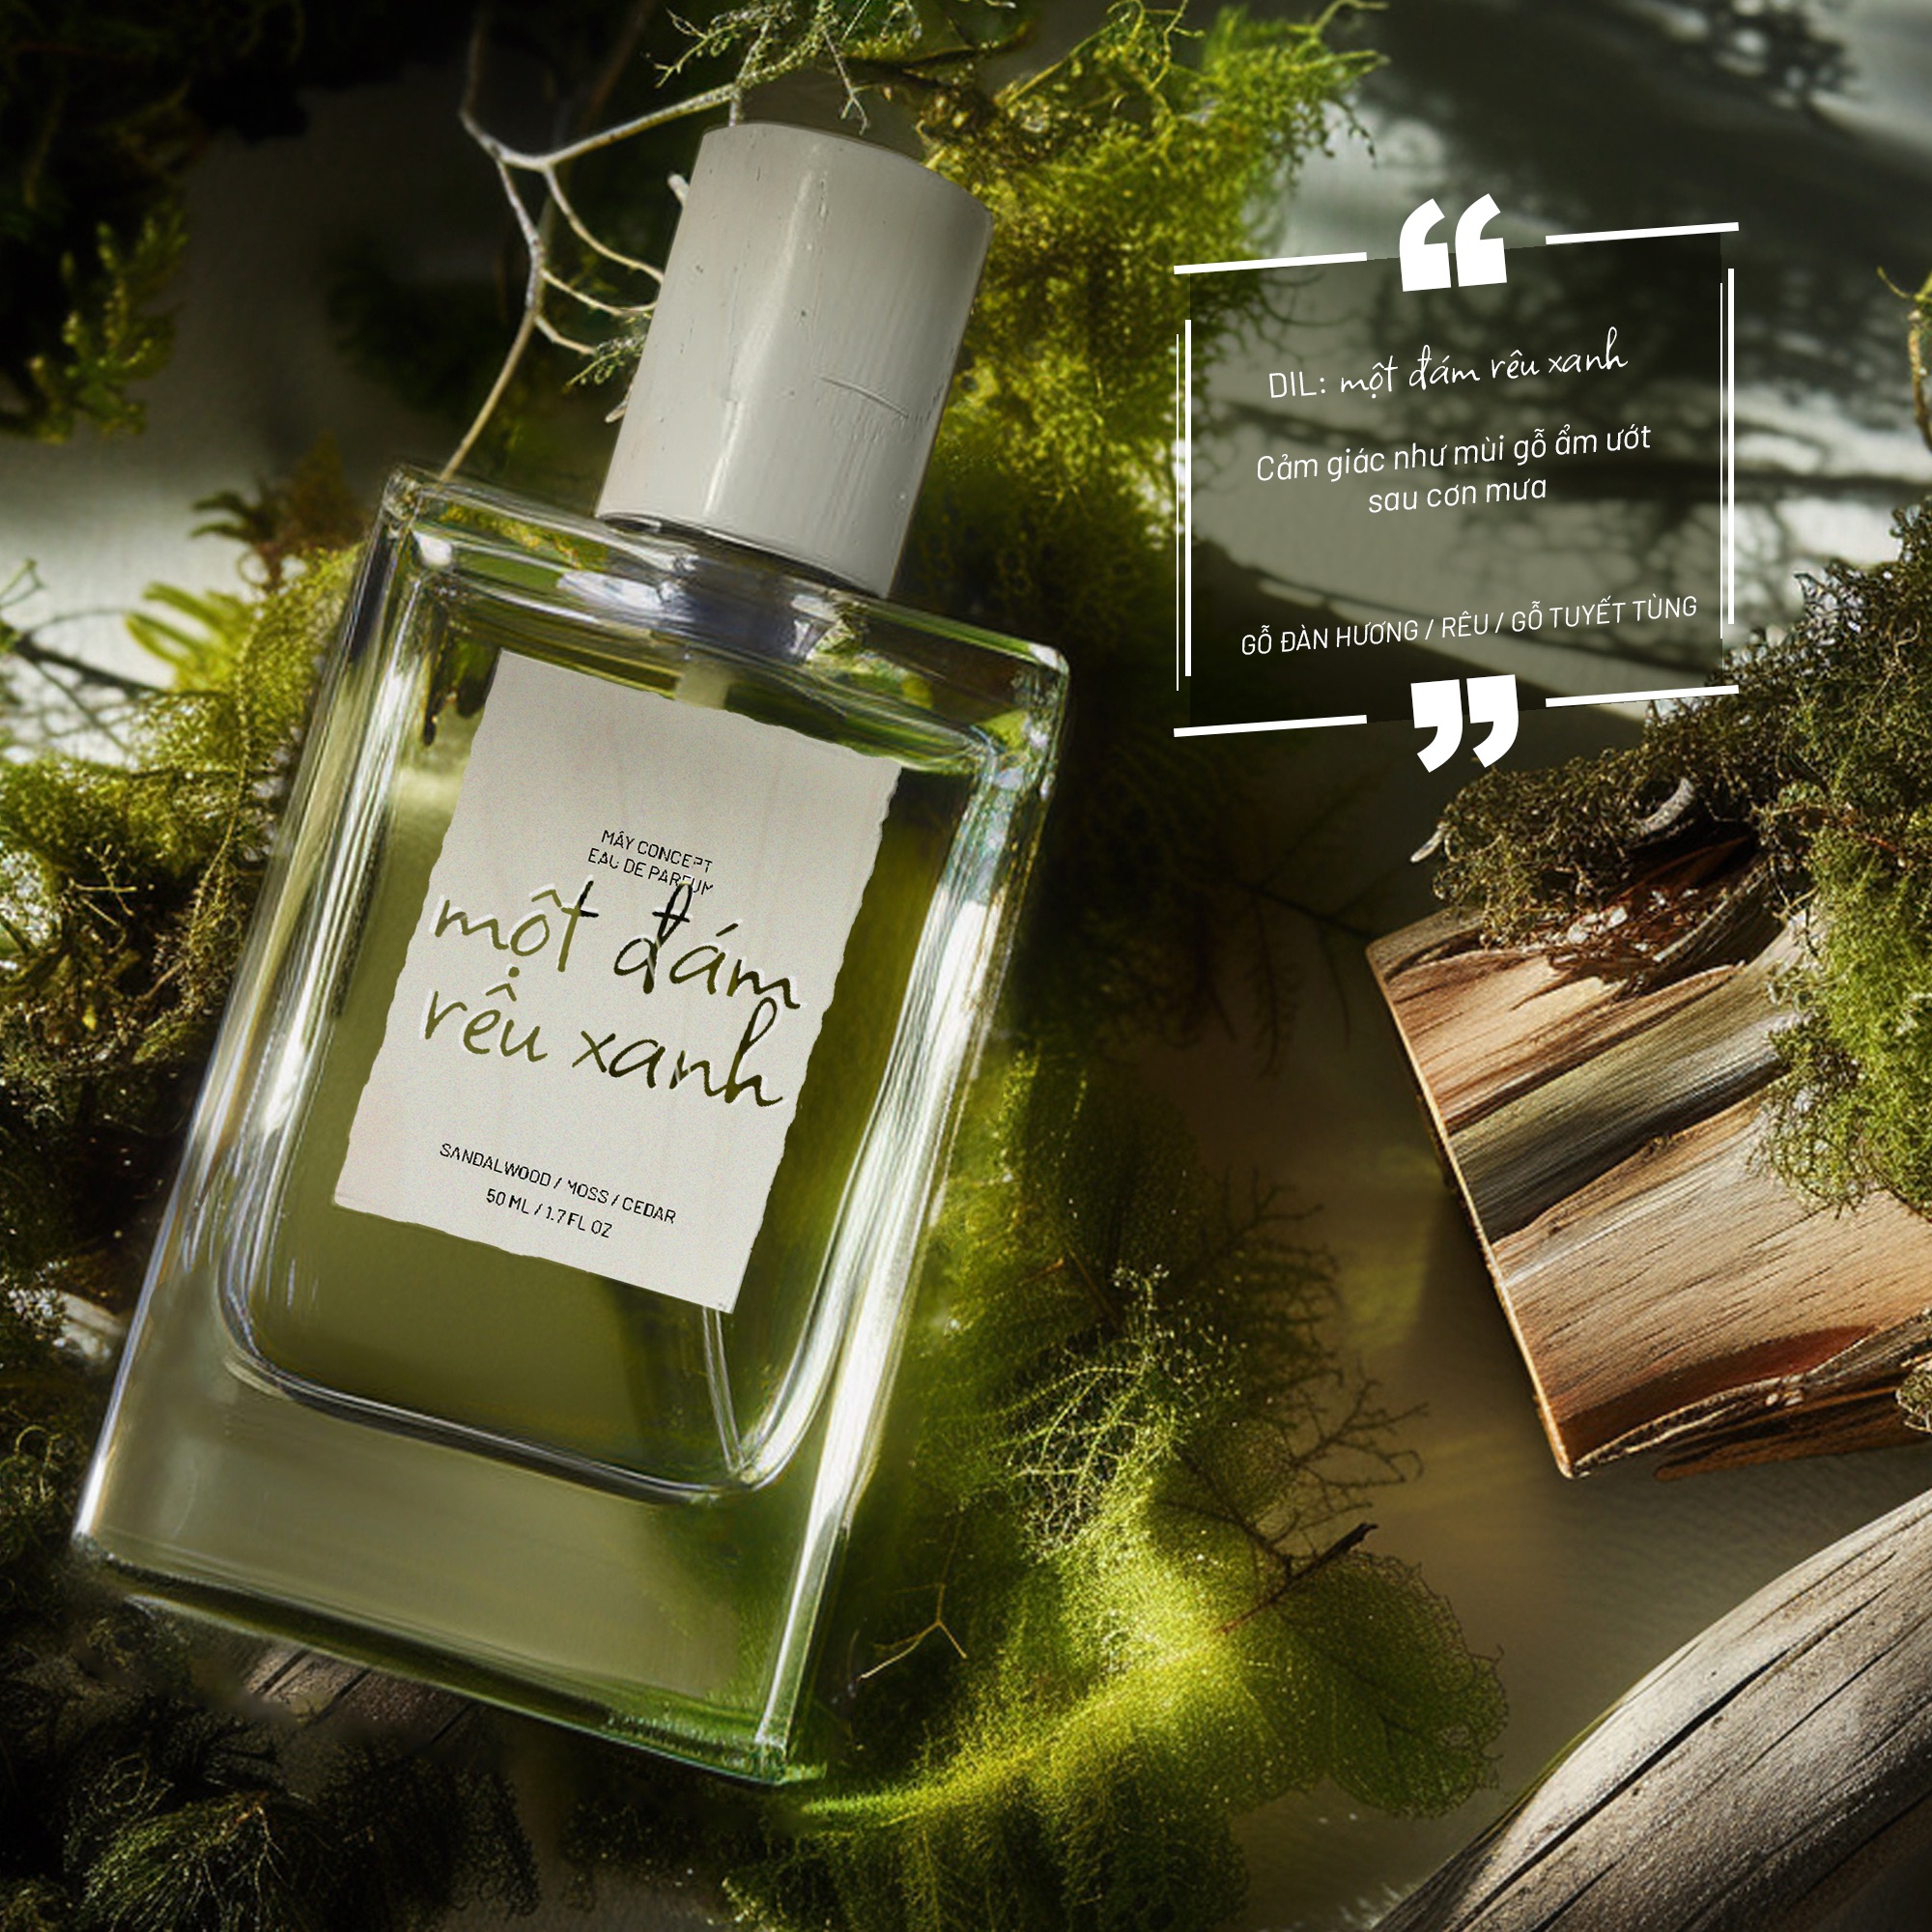 DIL: một đám rêu xanh
Cảm giác như mùi gỗ ẩm ướt
sau cơn mưa
GỖ ĐÀN HƯƠNG / RÊU / GỖ TUYẾT TÙNG
MÂY CONCEPT
EAU DE PARFUM
một đám
rêu xanh
SANDALWOOD / MOSS / CEDAR
50 ML / 1.7 FL OZ